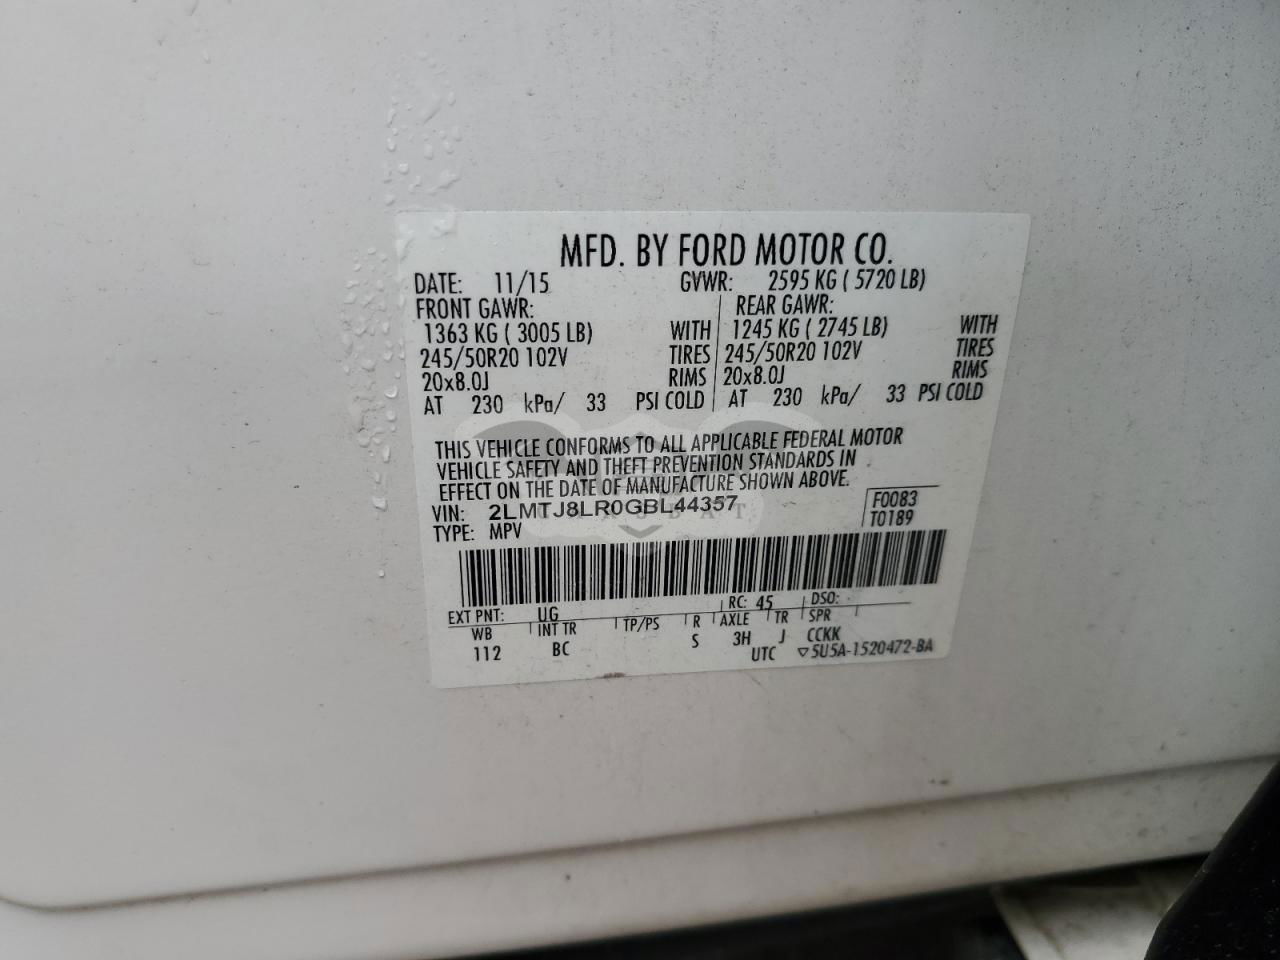 MFD. BY FORD MOTOR CO.
DATE: 11/15 GVWR: 2595 KG ( 5720 LB)
FRONT GAWR: REAR GAWR:
1363 KG ( 3005 LB) WITH 1245 KG ( 2745 LB) WITH
245/50R20 102V TIRES 245/50R20 102V TIRES
20x8.0J RIMS 20x8.0J RIMS
AT 230 kPa/ 33 PSI COLD AT 230 kPa/ 33 PSI COLD
THIS VEHICLE CONFORMS TO ALL APPLICABLE FEDERAL MOTOR
VEHICLE SAFETY AND THEFT PREVENTION STANDARDS IN
EFFECT ON THE DATE OF MANUFACTURE SHOWN ABOVE.
VIN: 2LMTJ8LR0GBL44357 F0083
TYPE: MPV T0189
EXT PNT: UG RC: 45 DSO:
WB INT TR TP/PS R AXLE TR SPR
112 BC S 3H J CCKK
UTC ▽5U5A-1520472-BA